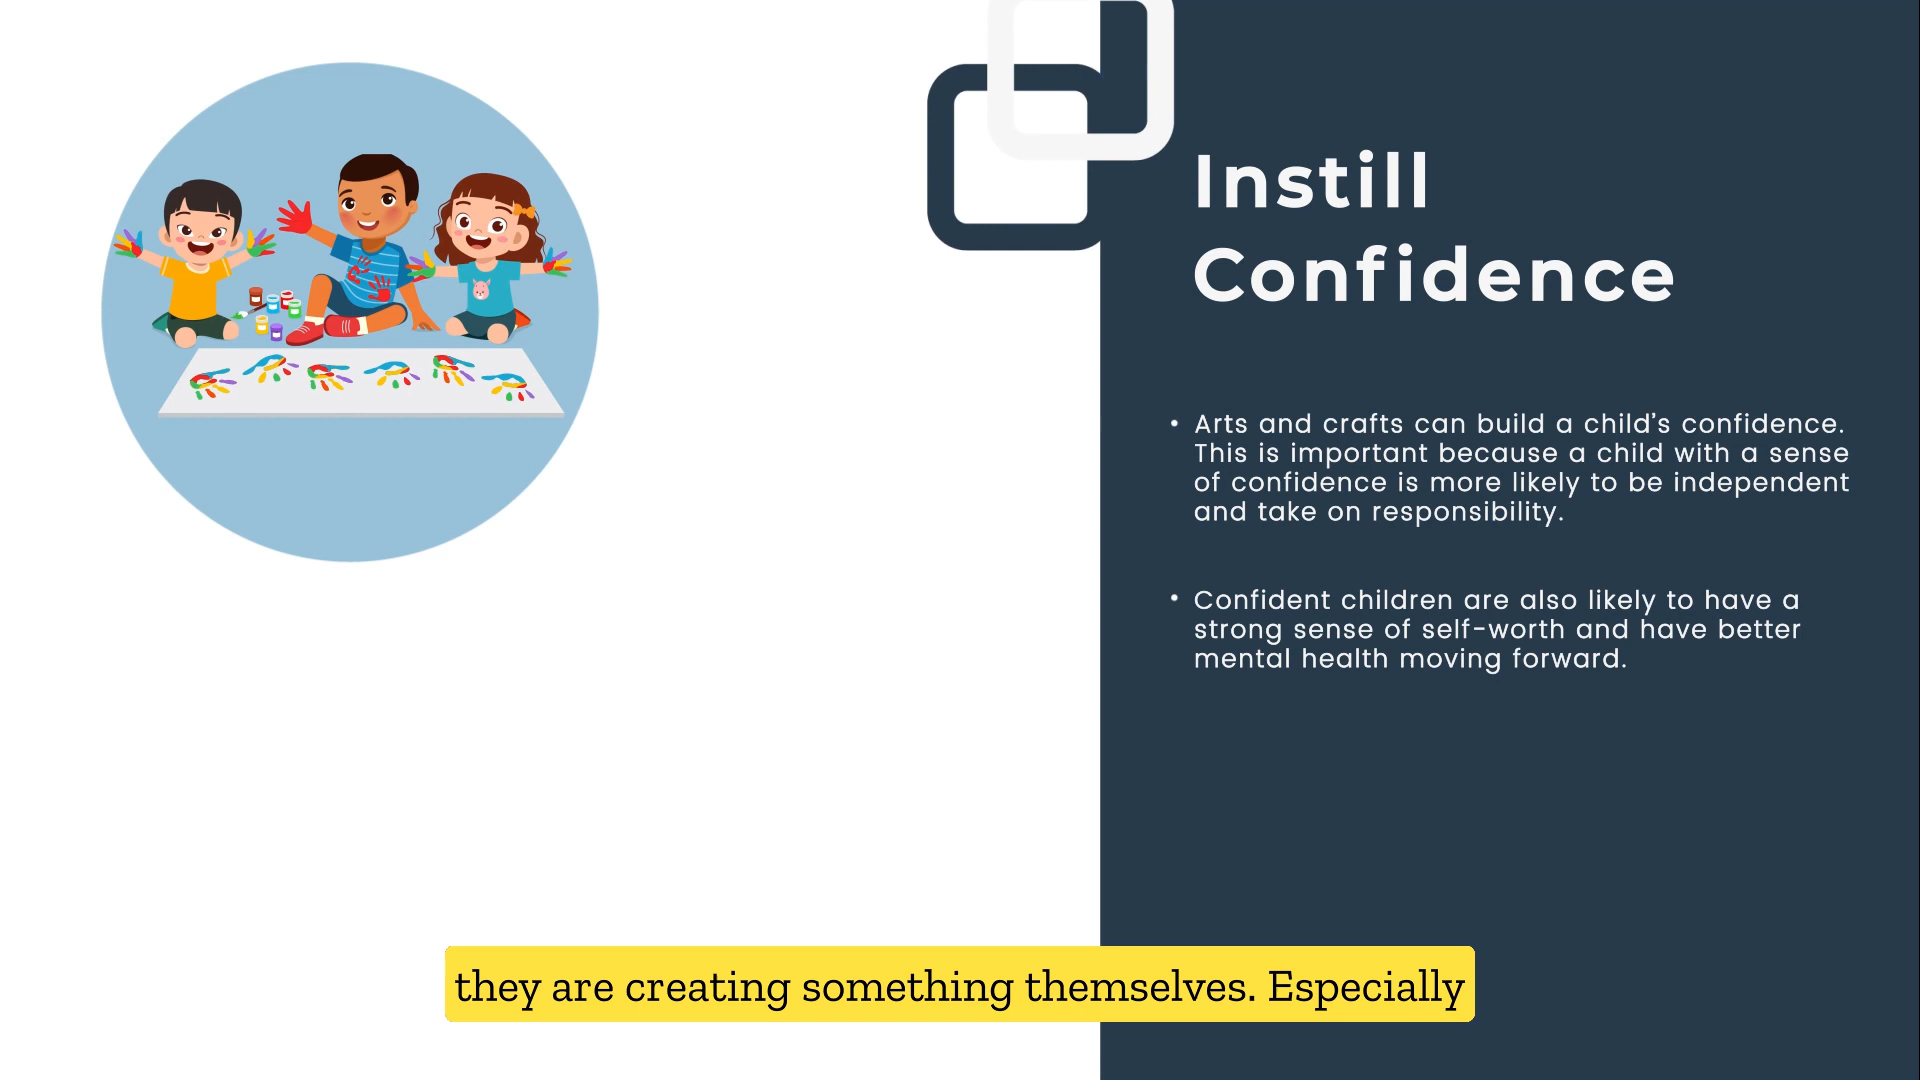 Instill
Confidence
• Arts and crafts can build a child's confidence.
This is important because a child with a sense
of confidence is more likely to be independent
and take on responsibility.
• Confident children are also likely to have a
strong sense of self-worth and have better
mental health moving forward.
they are creating something themselves. Especially